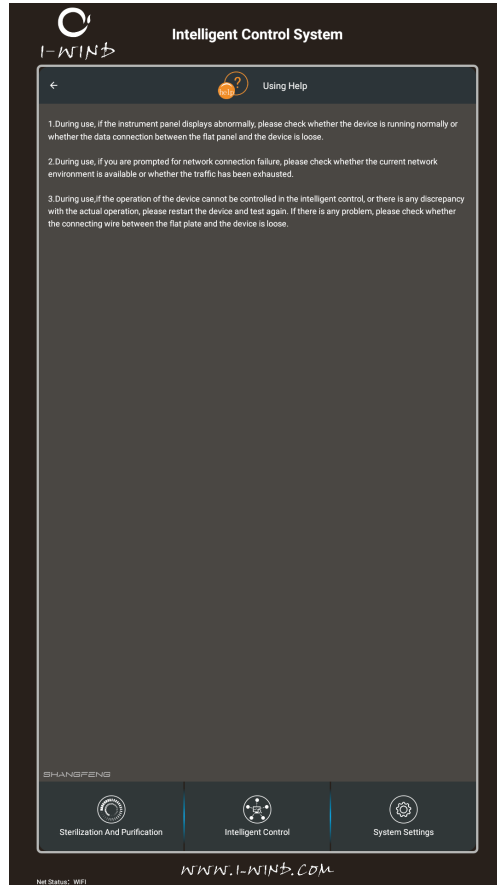 I-WIND
Intelligent Control System
help
?
Using Help
1.During use, if the instrument panel displays abnormally, please check whether the device is running normally or
whether the data connection between the flat panel and the device is loose.
2.During use, if you are prompted for network connection failure, please check whether the current network
environment is available or whether the traffic has been exhausted.
3.During use,if the operation of the device cannot be controlled in the intelligent control, or there is any discrepancy
with the actual operation, please restart the device and test again. If there is any problem, please check whether
the connecting wire between the flat plate and the device is loose.
SHANGFENG
Sterilization And Purification
Intelligent Control
System Settings
WWW.I-WIND.COM
Net Status：WIFI